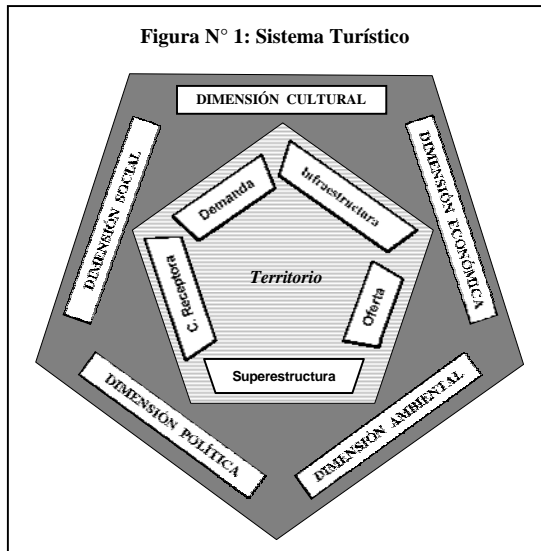 Figura N° 1: Sistema Turístico
DIMENSIÓN CULTURAL
DIMENSIÓN SOCIAL
DIMENSIÓN ECONÓMICA
Demanda
Infraestructura
C. Receptora
Territorio
Oferta
Superestructura
DIMENSIÓN POLÍTICA
DIMENSIÓN AMBIENTAL